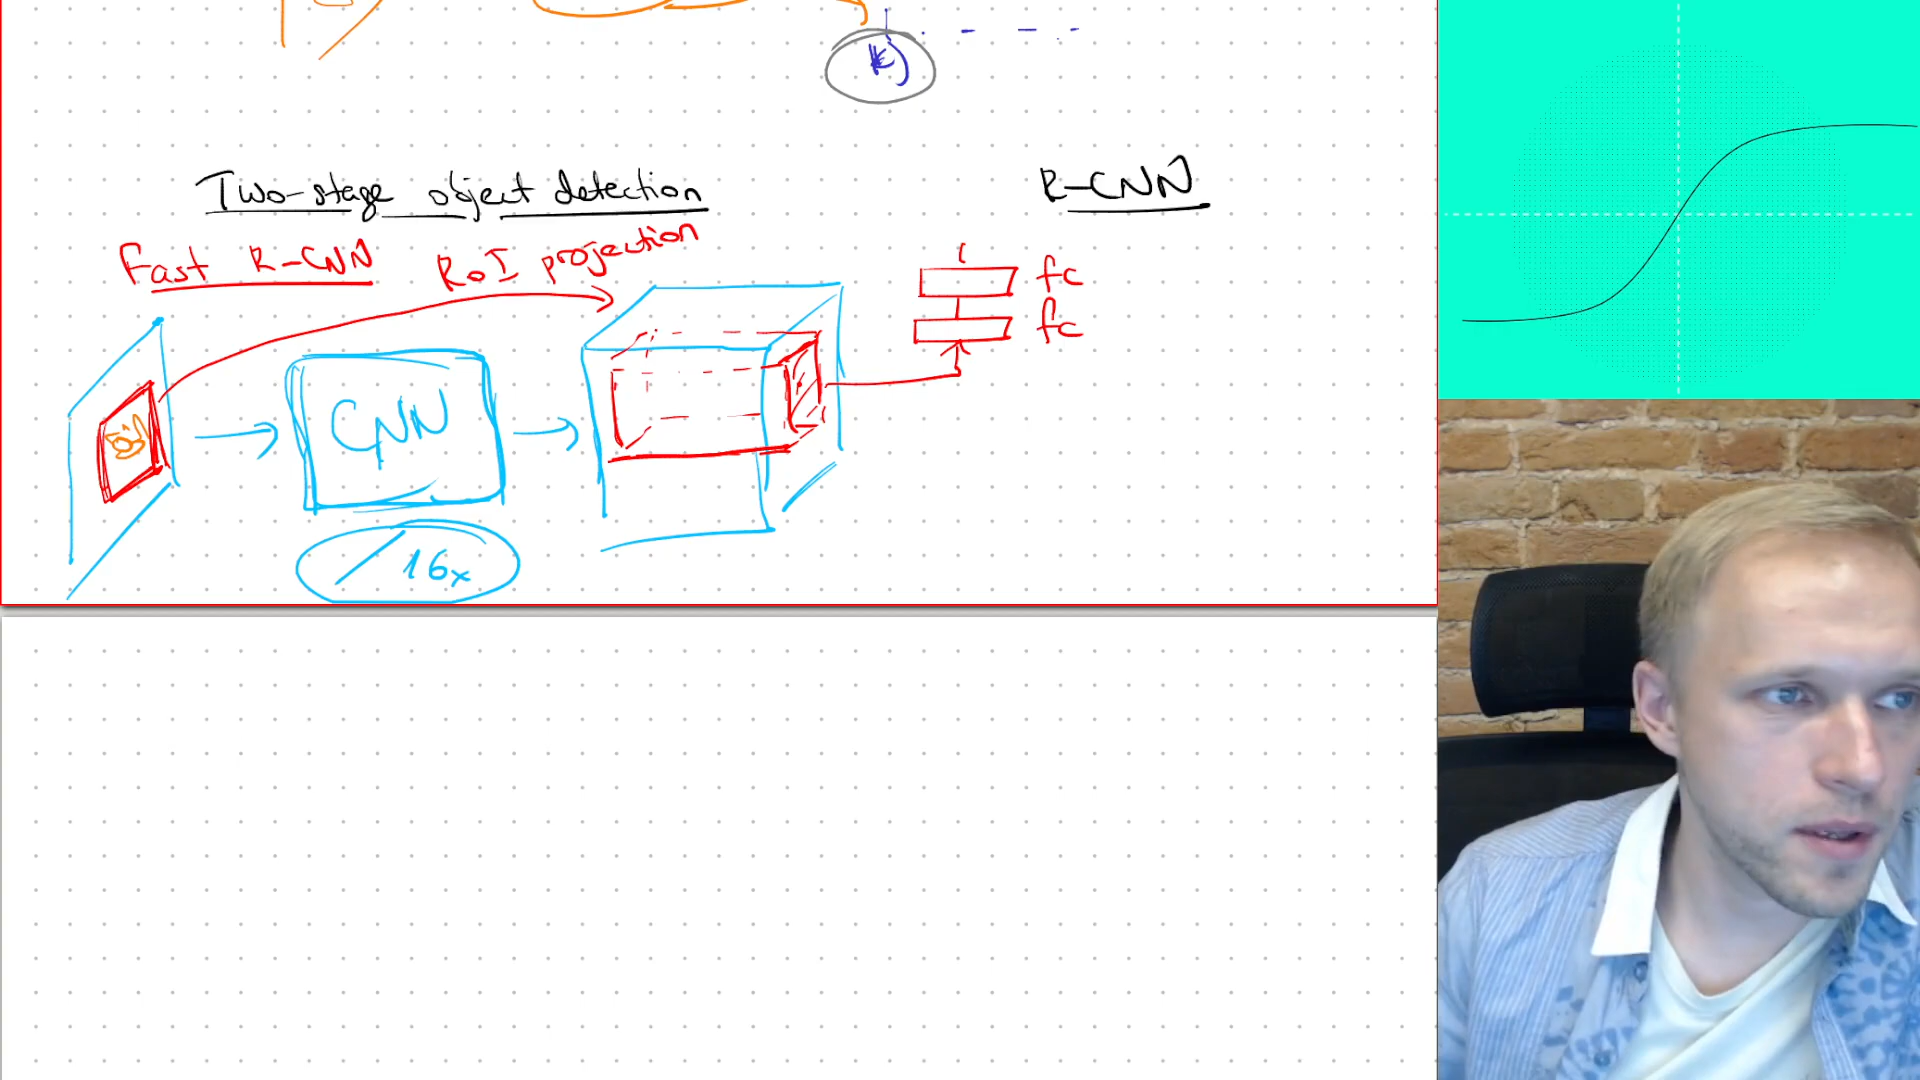 k)
Two-stage object detection
R-CNN
Fast R-CNN
RoI projection
fc
fc
CNN
/16x